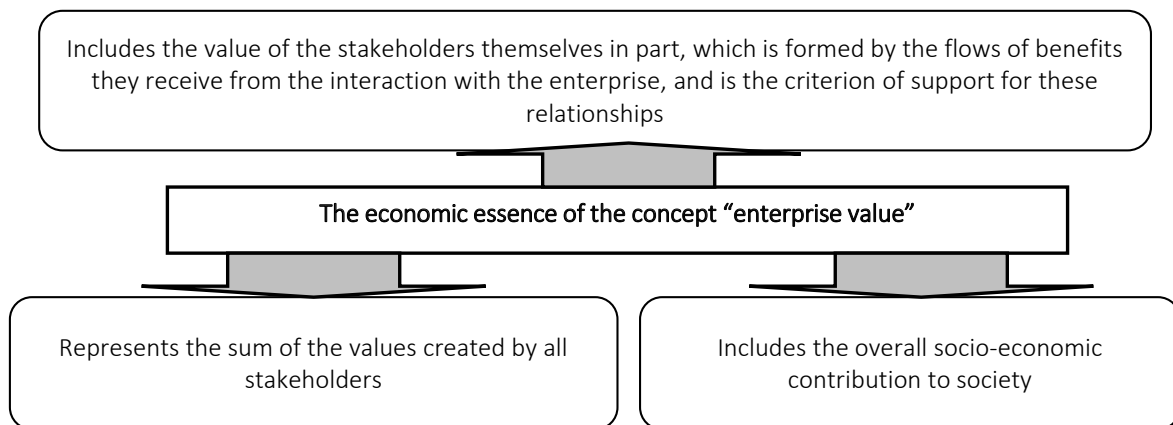 Includes the value of the stakeholders themselves in part, which is formed by the flows of benefits
they receive from the interaction with the enterprise, and is the criterion of support for these
relationships
The economic essence of the concept “enterprise value”
Represents the sum of the values created by all
stakeholders
Includes the overall socio-economic
contribution to society